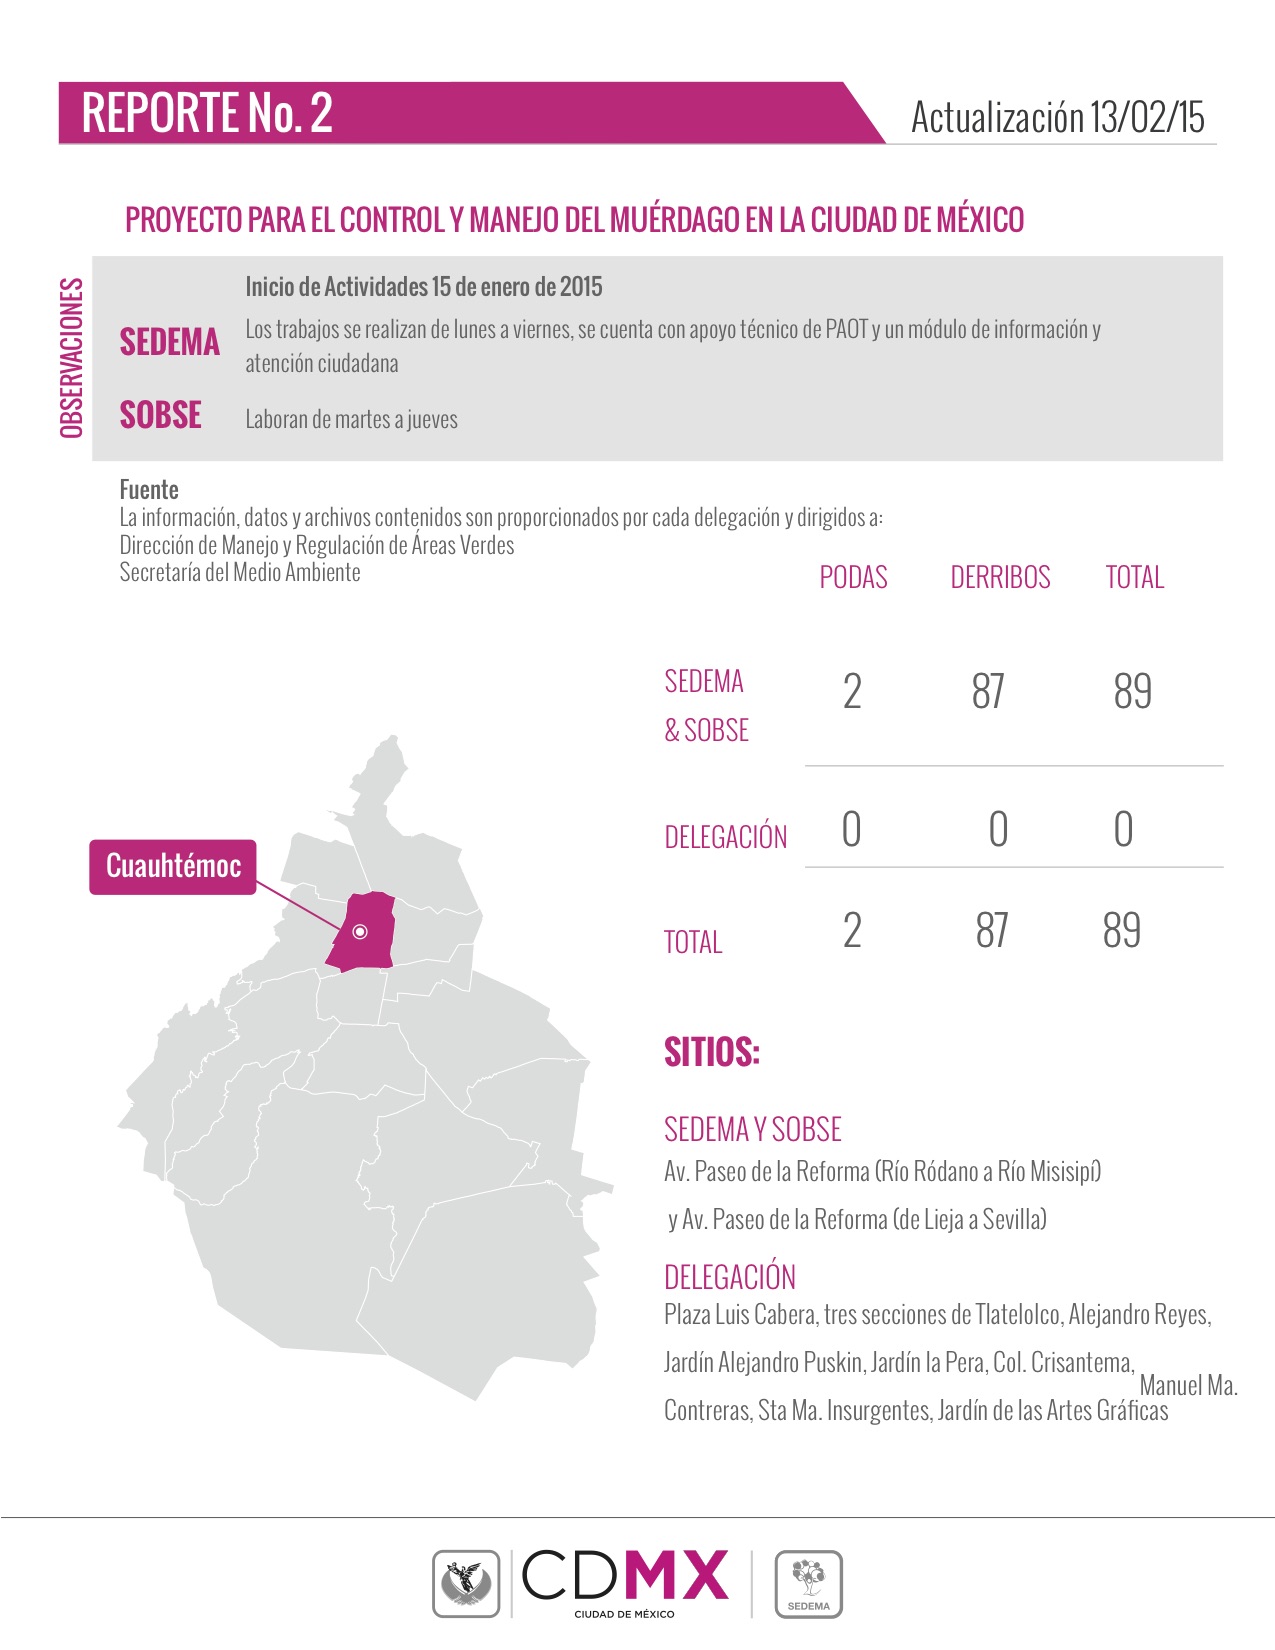 REPORTE No. 2
Actualización 13/02/15
PROYECTO PARA EL CONTROL Y MANEJO DEL MUÉRDAGO EN LA CIUDAD DE MÉXICO
OBSERVACIONES
Inicio de Actividades 15 de enero de 2015
SEDEMA
Los trabajos se realizan de lunes a viernes, se cuenta con apoyo técnico de PAOT y un módulo de información y
atención ciudadana
SOBSE
Laboran de martes a jueves
Fuente
La información, datos y archivos contenidos son proporcionados por cada delegación y dirigidos a:
Dirección de Manejo y Regulación de Áreas Verdes
Secretaría del Medio Ambiente
PODAS DERRIBOS TOTAL
SEDEMA
& SOBSE
2 87 89
DELEGACIÓN 0 0 0
TOTAL 2 87 89
Cuauhtémoc
SITIOS:
SEDEMA Y SOBSE
Av. Paseo de la Reforma (Río Ródano a Río Misisipí)
y Av. Paseo de la Reforma (de Lieja a Sevilla)
DELEGACIÓN
Plaza Luis Cabera, tres secciones de Tlatelolco, Alejandro Reyes,
Jardín Alejandro Puskin, Jardín la Pera, Col. Crisantema,
Manuel Ma.
Contreras, Sta Ma. Insurgentes, Jardín de las Artes Gráficas
CDMX
CIUDAD DE MÉXICO
SEDEMA